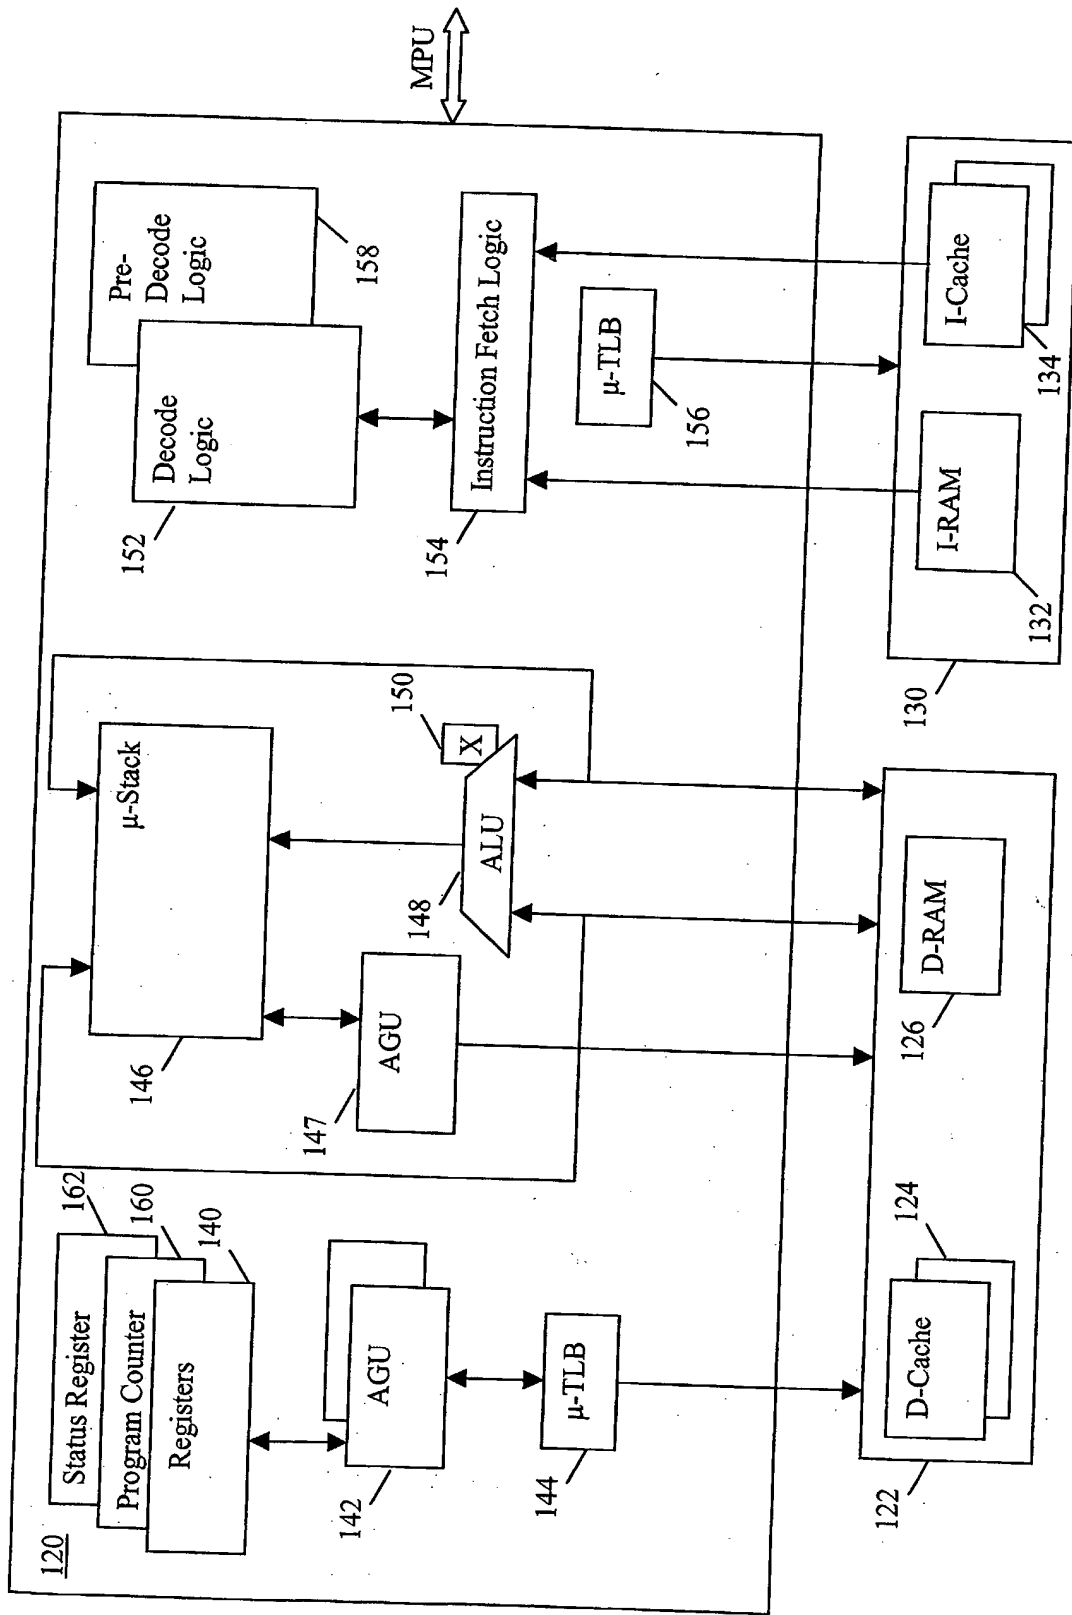 120
Status Register
162
Program Counter
160
Registers
140
AGU
142
μ-TLB
144
μ-Stack
146
AGU
147
ALU
148
X
150
Pre-
Decode
Logic
158
Decode
Logic
152
Instruction Fetch Logic
154
μ-TLB
156
MPU
D-Cache
124
122
D-RAM
126
I-RAM
132
130
I-Cache
134